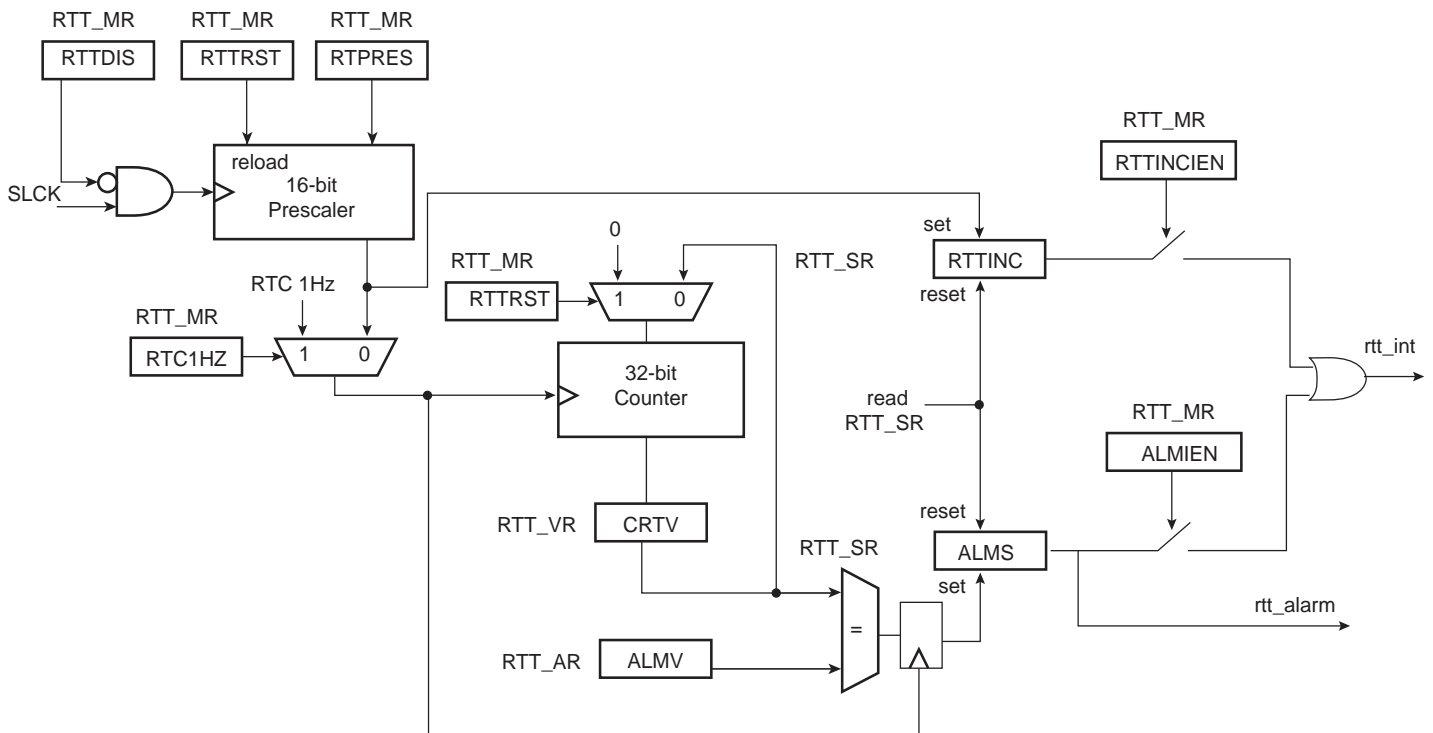 RTT_MR
RTT_MR
RTT_MR
RTTDIS
RTTRST
RTPRES
reload
16-bit
Prescaler
SLCK
RTT_MR
RTTINCIEN
0
set
RTT_MR
RTT_SR
RTTINC
RTC 1Hz
RTTRST
1
0
reset
RTT_MR
RTC1HZ
1
0
rtt_int
32-bit
Counter
read
RTT_SR
RTT_MR
ALMIEN
reset
RTT_VR
CRTV
RTT_SR
ALMS
set
rtt_alarm
=
RTT_AR
ALMV